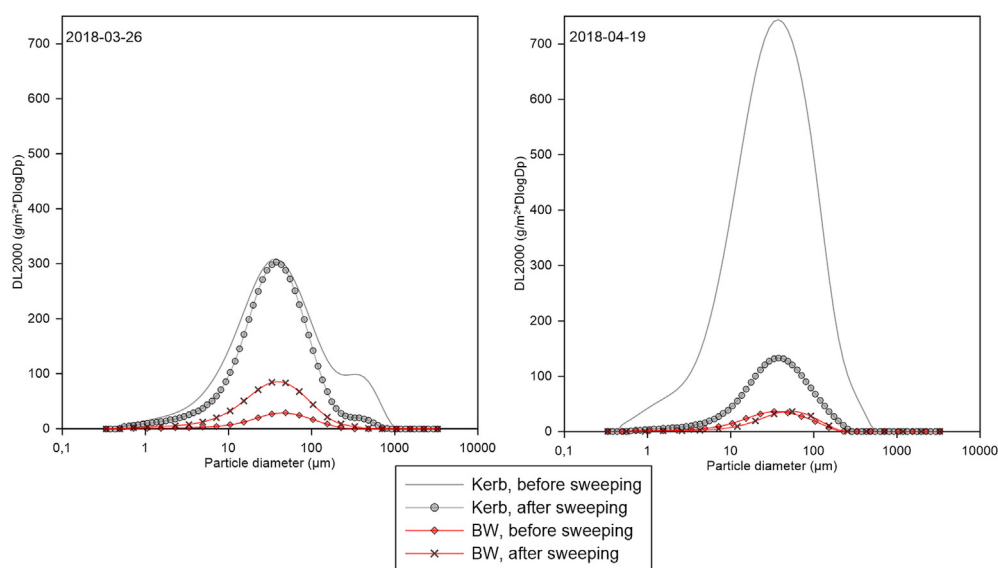 2018-03-26
700
600
500
400
300
200
100
0
DL2000 (g/m²*DlogDp)
0,1 1 10 100 1000 10000
Particle diameter (µm)
2018-04-19
700
600
500
400
300
200
100
0
DL2000 (g/m²*DlogDp)
0,1 1 10 100 1000 10000
Particle diameter (µm)
Kerb, before sweeping
Kerb, after sweeping
BW, before sweeping
BW, after sweeping